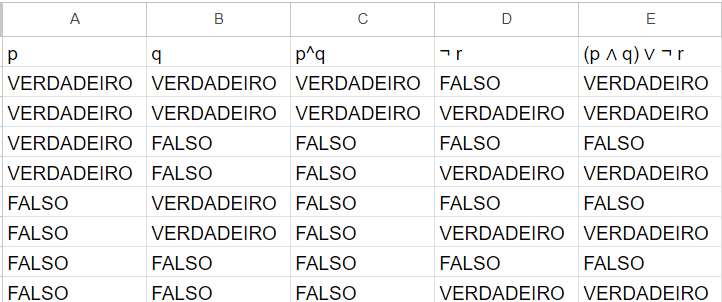 A B C D E
p q p^q ¬ r (p ∧ q) ∨ ¬ r
VERDADEIRO VERDADEIRO VERDADEIRO FALSO VERDADEIRO
VERDADEIRO VERDADEIRO VERDADEIRO VERDADEIRO VERDADEIRO
VERDADEIRO FALSO FALSO FALSO FALSO
VERDADEIRO FALSO FALSO VERDADEIRO VERDADEIRO
FALSO VERDADEIRO FALSO FALSO FALSO
FALSO VERDADEIRO FALSO VERDADEIRO VERDADEIRO
FALSO FALSO FALSO FALSO FALSO
FALSO FALSO FALSO VERDADEIRO VERDADEIRO